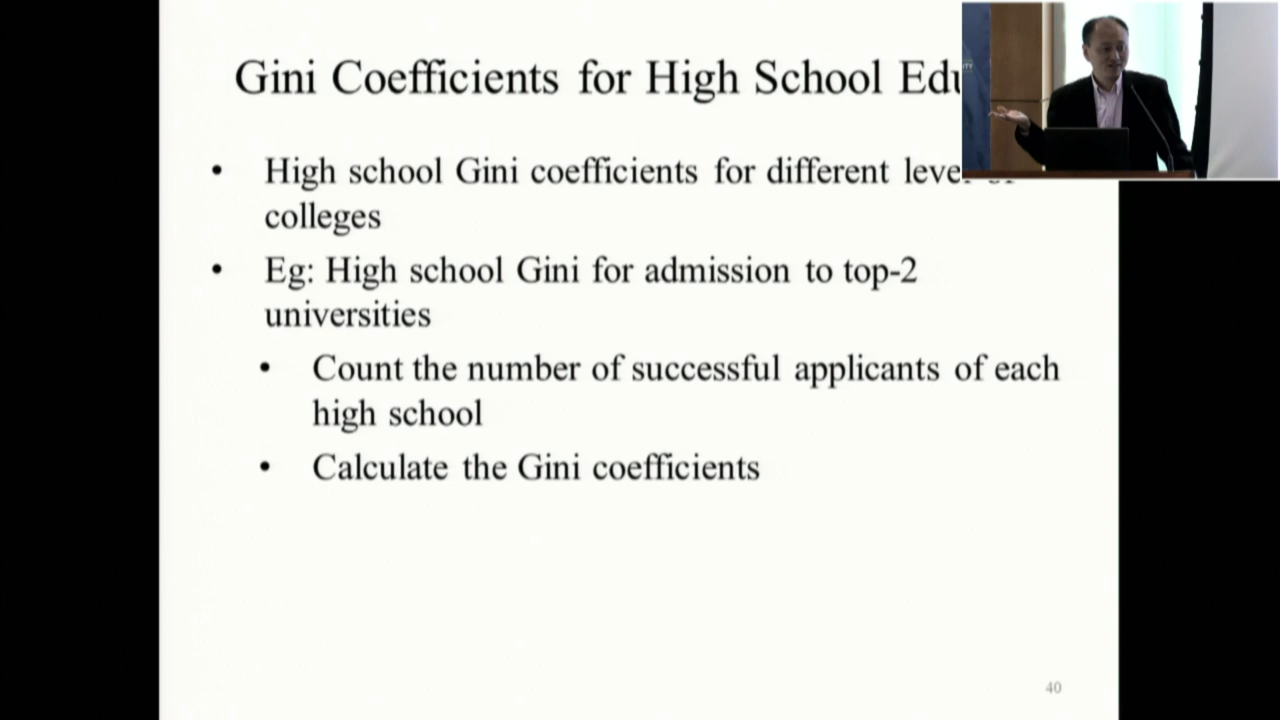 Gini Coefficients for High School Edu
• High school Gini coefficients for different level of
colleges
• Eg: High school Gini for admission to top-2
universities
• Count the number of successful applicants of each
high school
• Calculate the Gini coefficients
40